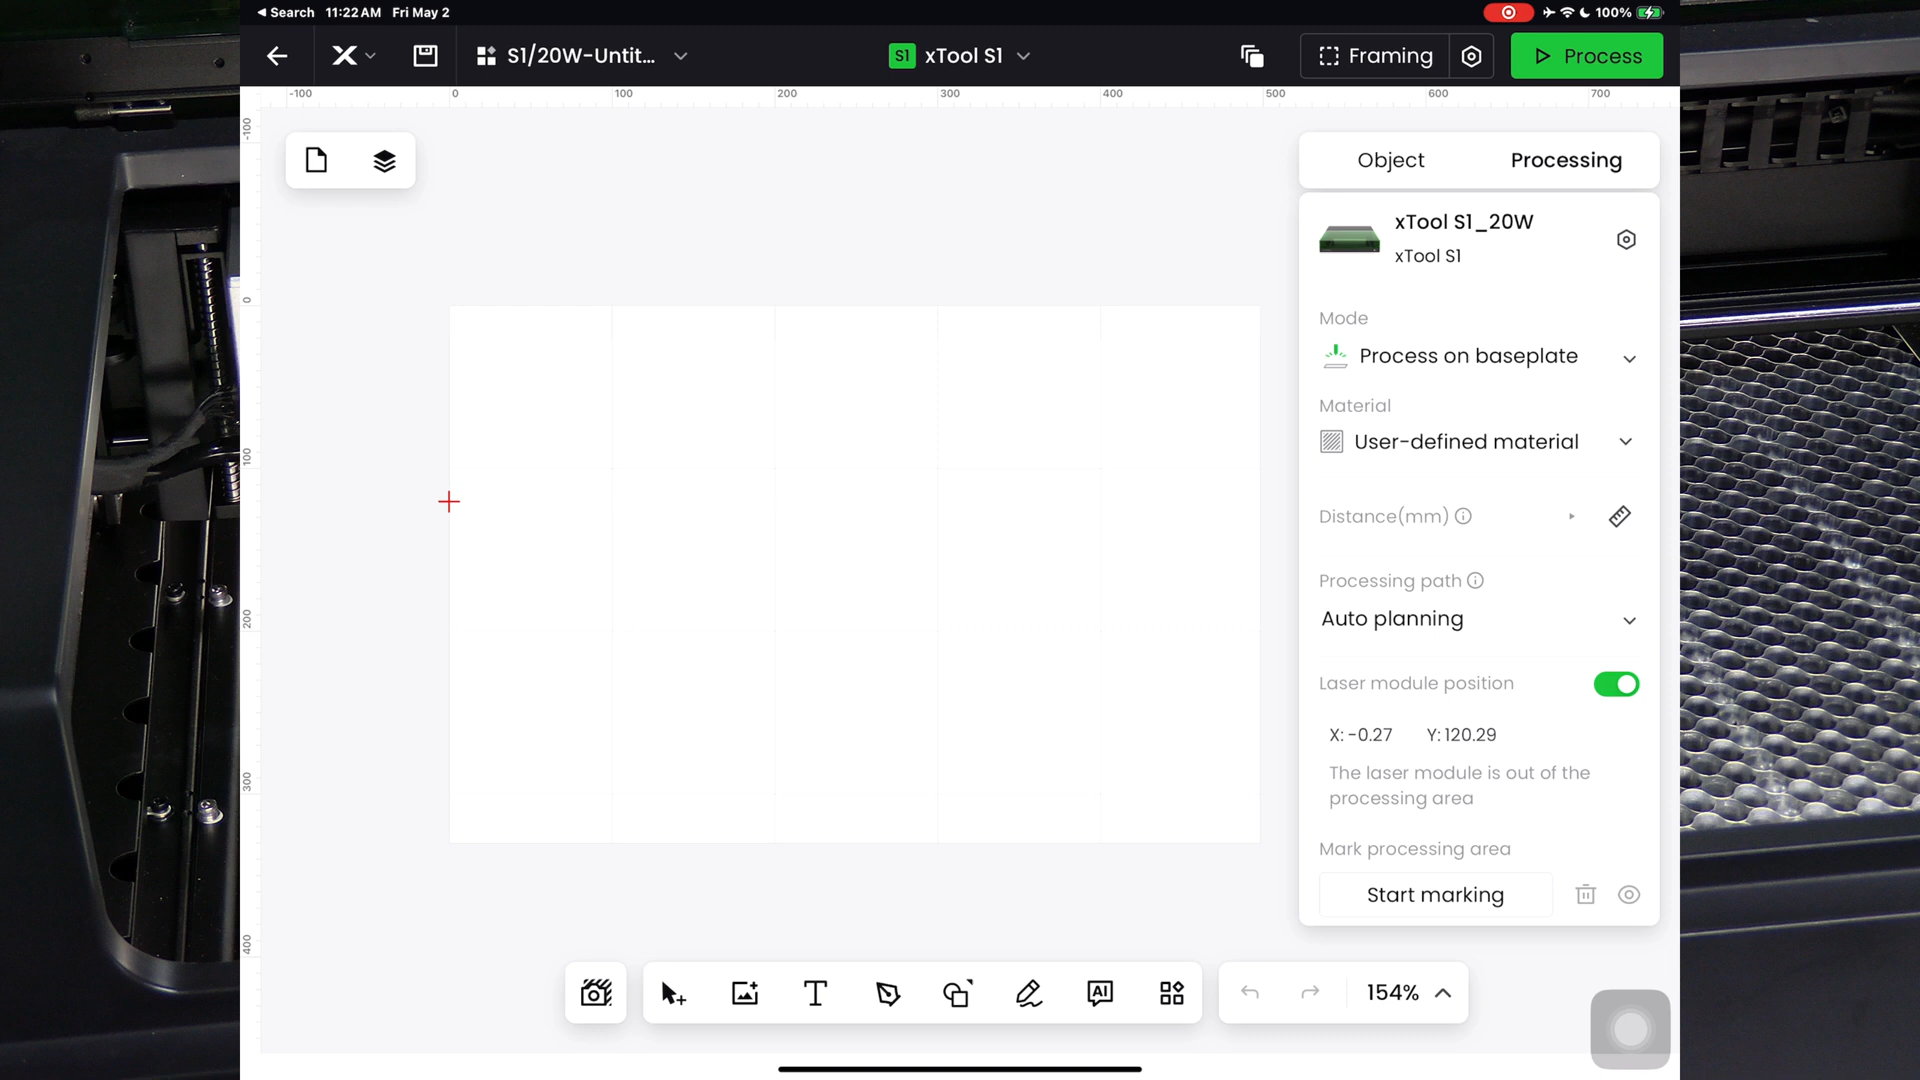 Search 11:22 AM Fri May 2 100%
S1/20W-Untit... S1 xTool S1 Framing Process
-100 0 100 200 300 400 500 600 700
-100
0
100
200
300
400
Object Processing
xTool S1_20W
xTool S1
Mode
Process on baseplate
Material
User-defined material
Distance(mm)
Processing path
Auto planning
Laser module position
X: -0.27 Y: 120.29
The laser module is out of the
processing area
Mark processing area
Start marking
T AI 154%